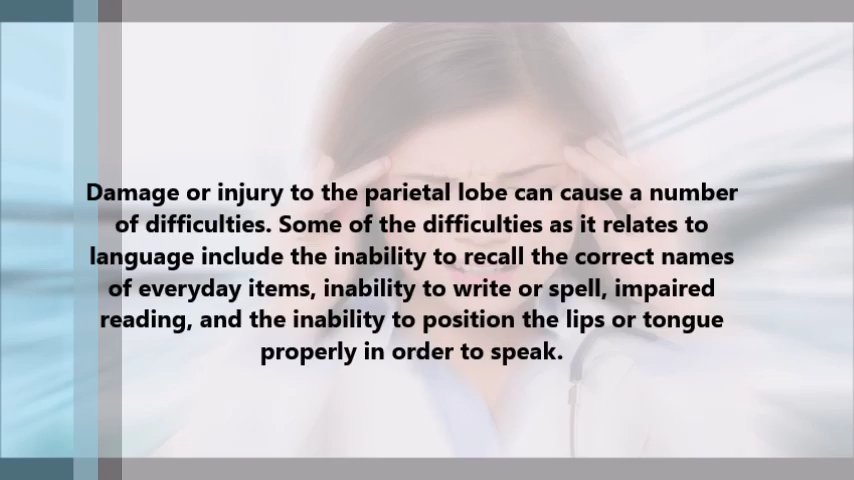 Damage or injury to the parietal lobe can cause a number
of difficulties. Some of the difficulties as it relates to
language include the inability to recall the correct names
of everyday items, inability to write or spell, impaired
reading, and the inability to position the lips or tongue
properly in order to speak.